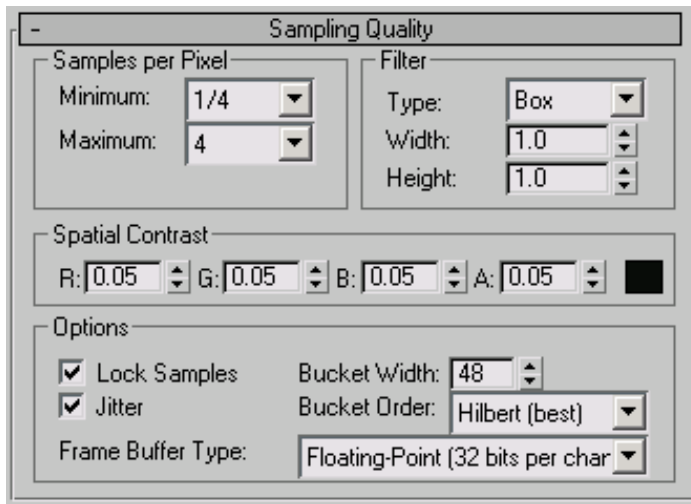 - Sampling Quality
Samples per Pixel
Minimum: 1/4
Maximum: 4
Filter
Type: Box
Width: 1.0
Height: 1.0
Spatial Contrast
R: 0.05 G: 0.05 B: 0.05 A: 0.05
Options
Lock Samples Bucket Width: 48
Jitter Bucket Order: Hilbert (best)
Frame Buffer Type: Floating-Point (32 bits per char